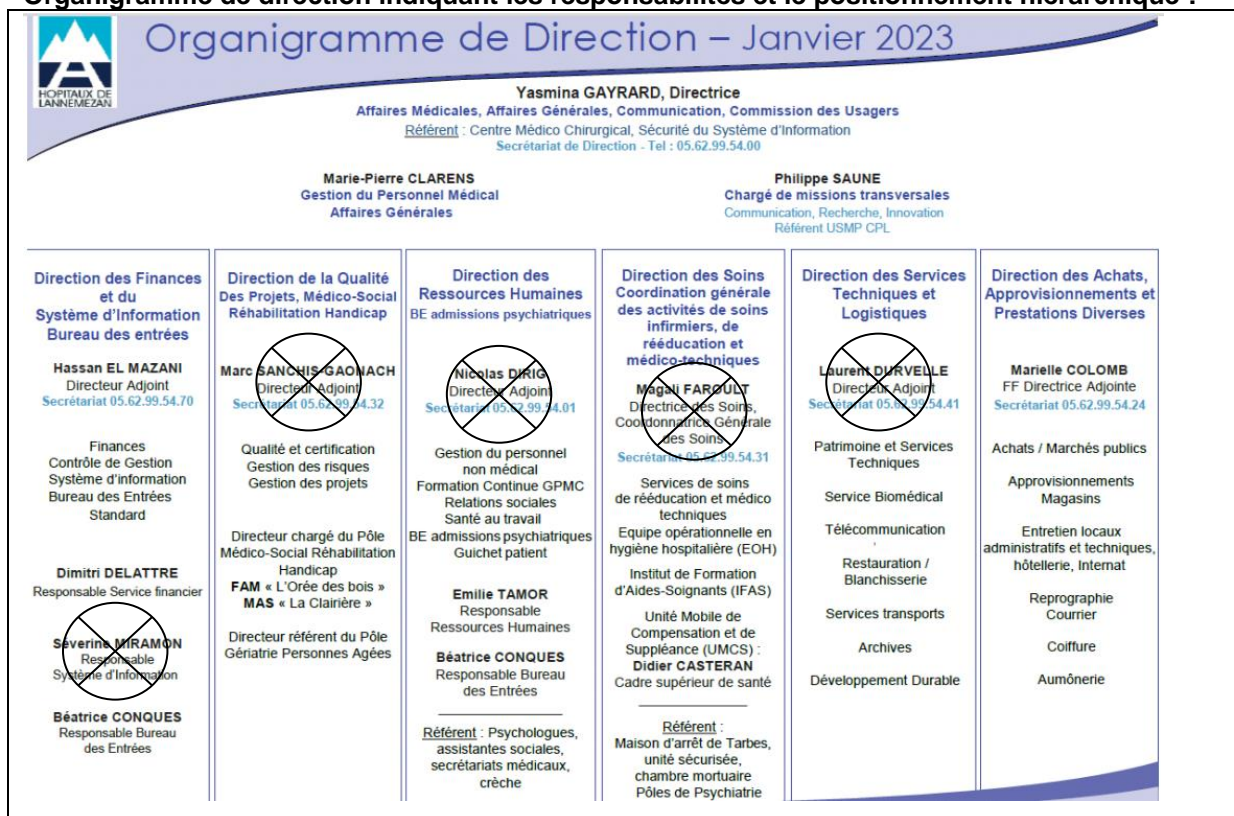 Organigramme de direction indiquant les responsabilités et le positionnement hiérarchique :
Organigramme de Direction – Janvier 2023
HOPITAUX DE
LANNEMEZAN
Yasmina GAYRARD, Directrice
Affaires Médicales, Affaires Générales, Communication, Commission des Usagers
Référent : Centre Médico Chirurgical, Sécurité du Système d'Information
Secrétariat de Direction - Tel : 05.62.99.54.00
Marie-Pierre CLARENS
Gestion du Personnel Médical
Affaires Générales
Philippe SAUNE
Chargé de missions transversales
Communication, Recherche, Innovation
Référent USMP CPL
Direction des Finances
et du
Système d'Information
Bureau des entrées
Hassan EL MAZANI
Directeur Adjoint
Secrétariat 05.62.99.54.70
Finances
Contrôle de Gestion
Système d'information
Bureau des Entrées
Standard
Dimitri DELATTRE
Responsable Service financier
Séverine MIRAMON
Responsable
Système d'Information
Béatrice CONQUES
Responsable Bureau
des Entrées
Direction de la Qualité
Des Projets, Médico-Social
Réhabilitation Handicap
Marc SANCHIS-GAONACH
Directeur Adjoint
Secrétariat 05.62.99.54.32
Qualité et certification
Gestion des risques
Gestion des projets
Directeur chargé du Pôle
Médico-Social Réhabilitation
Handicap
FAM « L'Orée des bois »
MAS « La Clairière »
Directeur référent du Pôle
Gériatrie Personnes Agées
Direction des
Ressources Humaines
BE admissions psychiatriques
Nicolas DIRIG
Directeur Adjoint
Secrétariat 05.62.99.54.01
Gestion du personnel
non médical
Formation Continue GPMC
Relations sociales
Santé au travail
BE admissions psychiatriques
Guichet patient
Emilie TAMOR
Responsable
Ressources Humaines
Béatrice CONQUES
Responsable Bureau
des Entrées
Référent : Psychologues,
assistantes sociales,
secrétariats médicaux,
crèche
Direction des Soins
Coordination générale
des activités de soins
infirmiers, de
rééducation et
médico-techniques
Magali FAROULT
Directrice des Soins,
Coordonnatrice Générale
des Soins
Secrétariat 05.62.99.54.31
Services de soins
de rééducation et médico
techniques
Equipe opérationnelle en
hygiène hospitalière (EOH)
Institut de Formation
d'Aides-Soignants (IFAS)
Unité Mobile de
Compensation et de
Suppléance (UMCS) :
Didier CASTERAN
Cadre supérieur de santé
Référent :
Maison d'arrêt de Tarbes,
unité sécurisée,
chambre mortuaire
Pôles de Psychiatrie
Direction des Services
Techniques et
Logistiques
Laurent DURVELLE
Directeur Adjoint
Secrétariat 05.62.99.54.41
Patrimoine et Services
Techniques
Service Biomédical
Télécommunication
Restauration /
Blanchisserie
Services transports
Archives
Développement Durable
Direction des Achats,
Approvisionnements et
Prestations Diverses
Marielle COLOMB
FF Directrice Adjointe
Secrétariat 05.62.99.54.24
Achats / Marchés publics
Approvisionnements
Magasins
Entretien locaux
administratifs et techniques,
hôtellerie, Internat
Reprographie
Courrier
Coiffure
Aumônerie